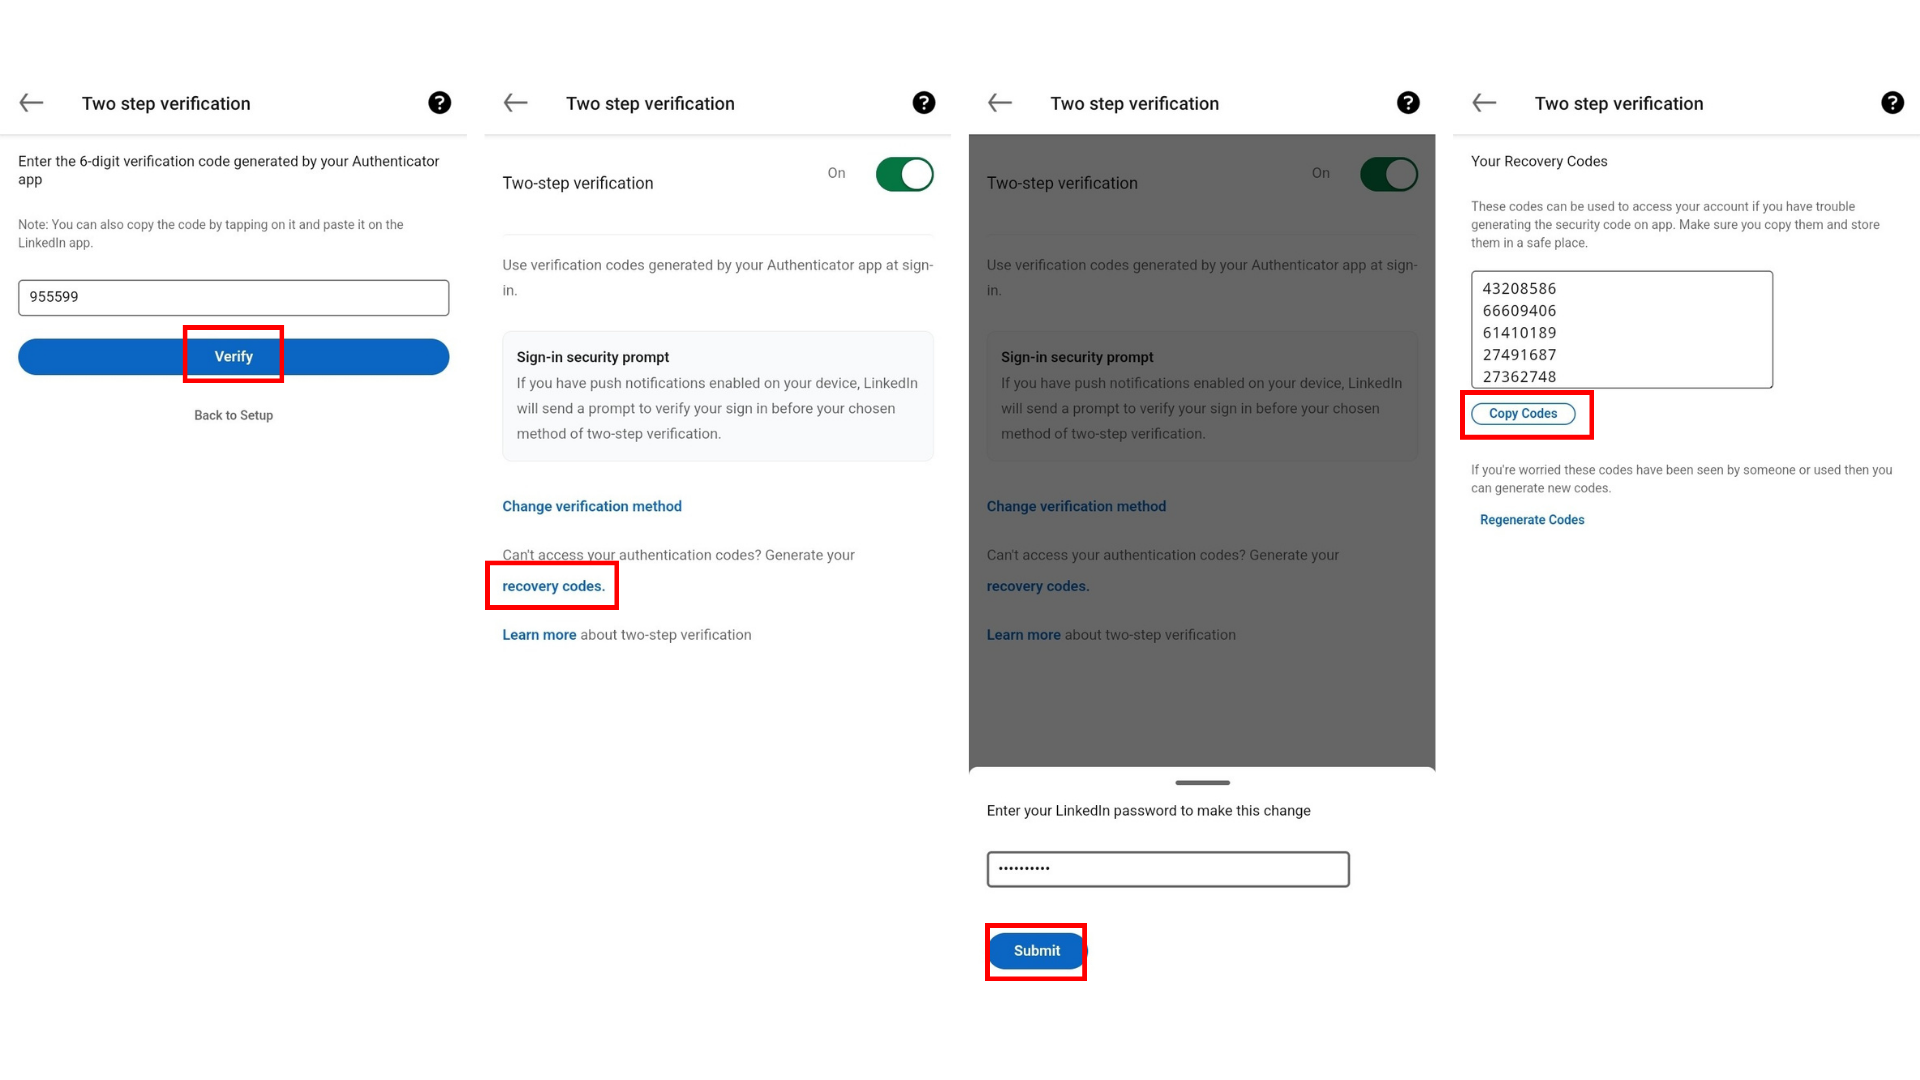 Two step verification
?
Enter the 6-digit verification code generated by your Authenticator
app
Note: You can also copy the code by tapping on it and paste it on the
LinkedIn app.
955599
Verify
Back to Setup
Two step verification
?
Two-step verification
On
Use verification codes generated by your Authenticator app at sign-
in.
Sign-in security prompt
If you have push notifications enabled on your device, LinkedIn
will send a prompt to verify your sign in before your chosen
method of two-step verification.
Change verification method
Can't access your authentication codes? Generate your
recovery codes.
Learn more about two-step verification
Two step verification
?
Two-step verification
On
Use verification codes generated by your Authenticator app at sign-
in.
Sign-in security prompt
If you have push notifications enabled on your device, LinkedIn
will send a prompt to verify your sign in before your chosen
method of two-step verification.
Change verification method
Can't access your authentication codes? Generate your
recovery codes.
Learn more about two-step verification
Enter your LinkedIn password to make this change
••••••••••
Submit
Two step verification
?
Your Recovery Codes
These codes can be used to access your account if you have trouble
generating the security code on app. Make sure you copy them and store
them in a safe place.
43208586
66609406
61410189
27491687
27362748
Copy Codes
If you're worried these codes have been seen by someone or used then you
can generate new codes.
Regenerate Codes